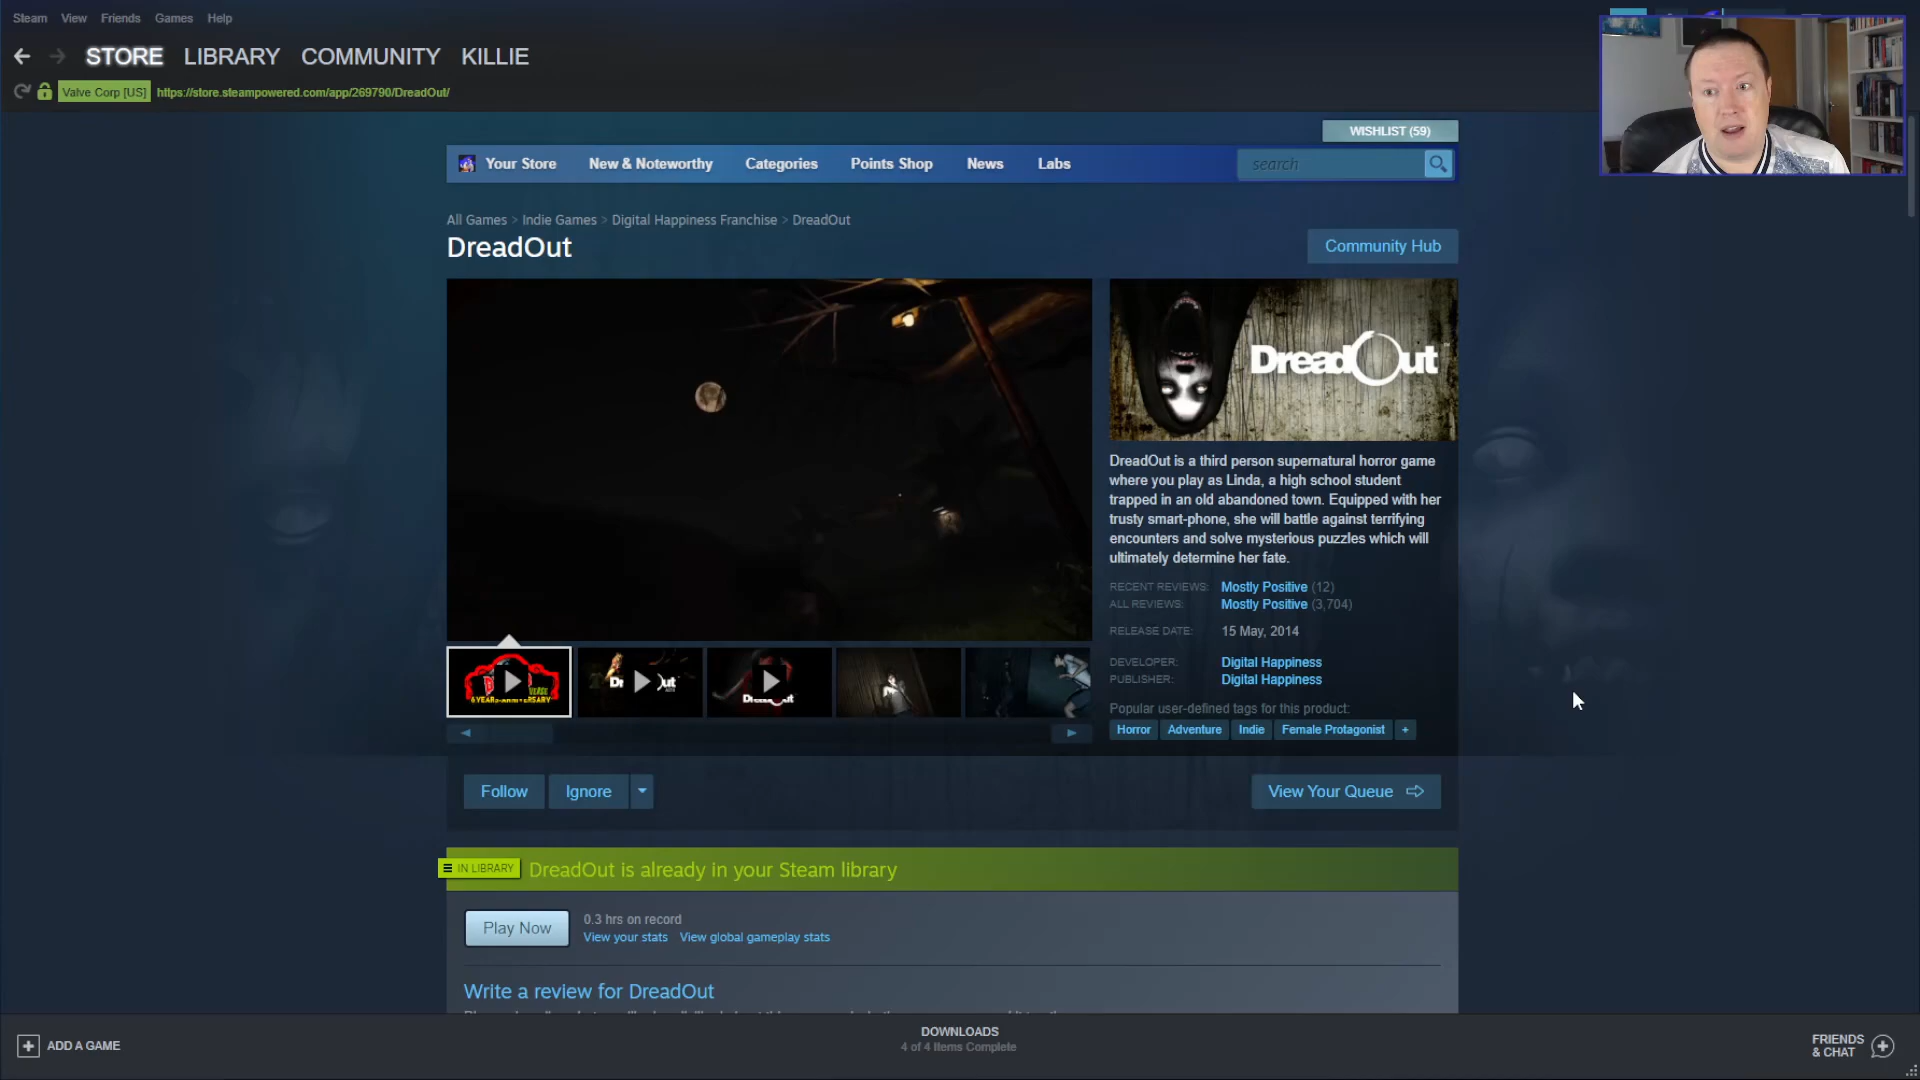 Steam View Friends Games Help
STORE LIBRARY COMMUNITY KILLIE
Valve Corp [US] https://store.steampowered.com/app/269790/DreadOut/
WISHLIST (59)
Your Store New & Noteworthy Categories Points Shop News Labs search
All Games > Indie Games > Digital Happiness Franchise > DreadOut
DreadOut
Community Hub
DreadOut
DreadOut is a third person supernatural horror game
where you play as Linda, a high school student
trapped in an old abandoned town. Equipped with her
trusty smart-phone, she will battle against terrifying
encounters and solve mysterious puzzles which will
ultimately determine her fate.
RECENT REVIEWS: Mostly Positive (12)
ALL REVIEWS: Mostly Positive (3,704)
RELEASE DATE: 15 May, 2014
DEVELOPER: Digital Happiness
PUBLISHER: Digital Happiness
Popular user-defined tags for this product:
Horror Adventure Indie Female Protagonist +
Follow Ignore
View Your Queue
IN LIBRARY DreadOut is already in your Steam library
Play Now
0.3 hrs on record
View your stats View global gameplay stats
Write a review for DreadOut
ADD A GAME
DOWNLOADS
4 of 4 Items Complete
FRIENDS
& CHAT